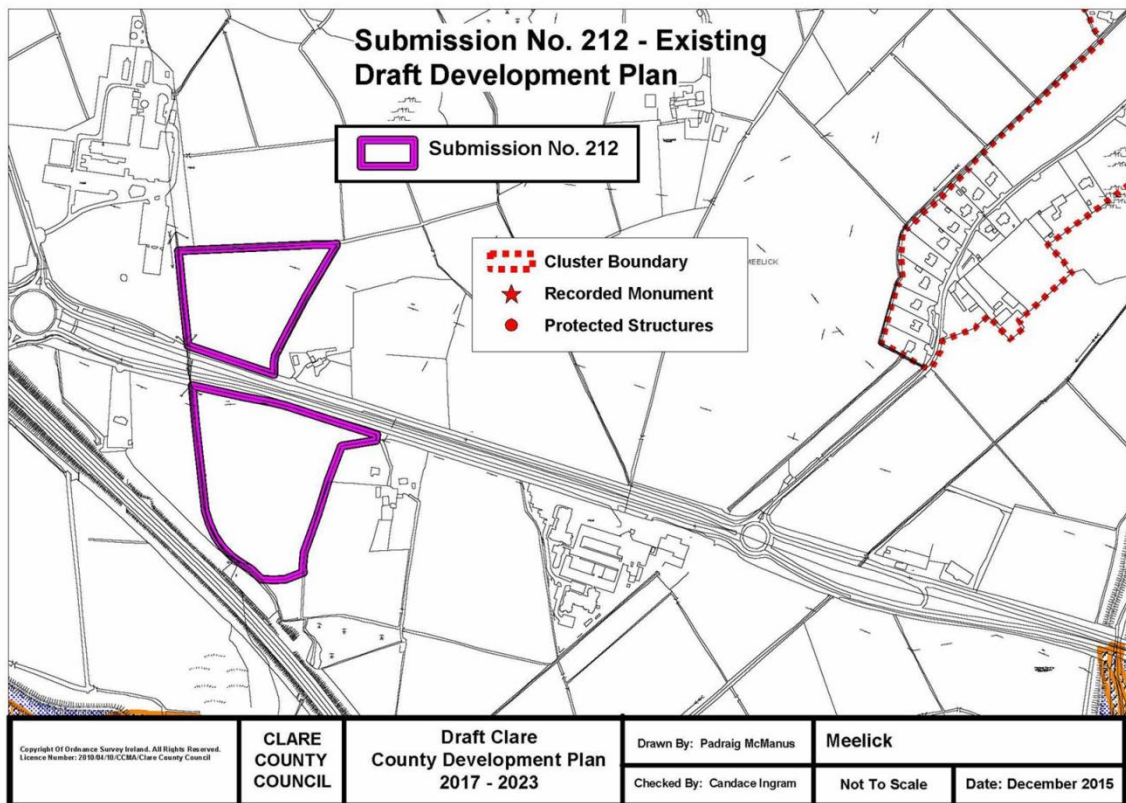 Submission No. 212 - Existing
Draft Development Plan
Submission No. 212
Cluster Boundary
Recorded Monument
Protected Structures
MEELICK
Copyright Of Ordnance Survey Ireland. All Rights Reserved.
Licence Number: 2010/04/10/CCMA/Clare County Council
CLARE
COUNTY
COUNCIL
Draft Clare
County Development Plan
2017 - 2023
Drawn By: Padraig McManus
Checked By: Candace Ingram
Meelick
Not To Scale
Date: December 2015